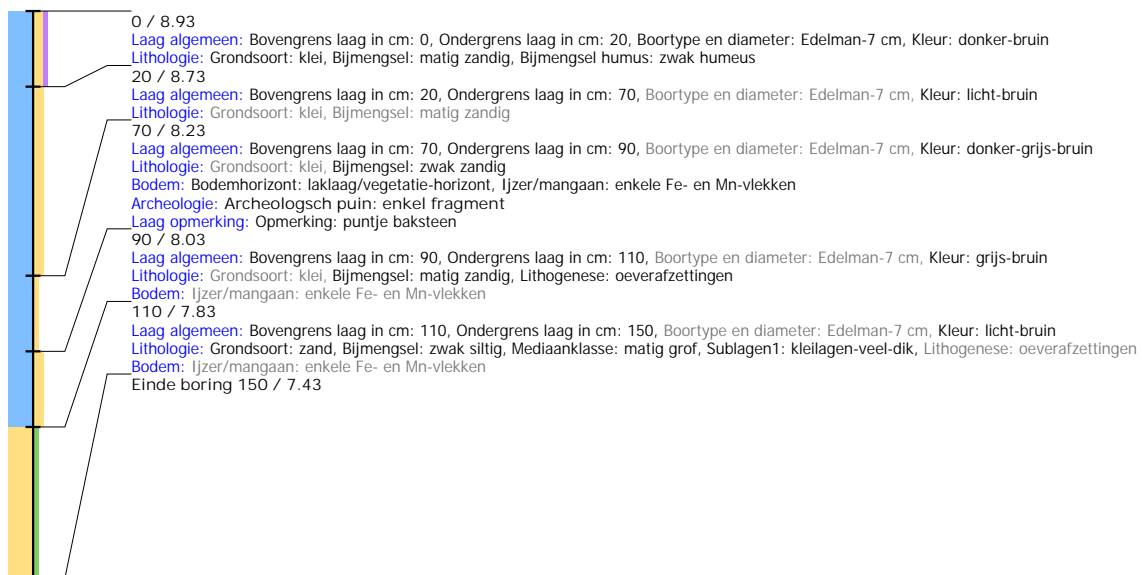 0 / 8.93
Laag algemeen: Bovengrens laag in cm: 0, Ondergrens laag in cm: 20, Boortype en diameter: Edelman-7 cm, Kleur: donker-bruin
Lithologie: Grondsoort: klei, Bijmengsel: matig zandig, Bijmengsel humus: zwak humeus
20 / 8.73
Laag algemeen: Bovengrens laag in cm: 20, Ondergrens laag in cm: 70, Boortype en diameter: Edelman-7 cm, Kleur: licht-bruin
Lithologie: Grondsoort: klei, Bijmengsel: matig zandig
70 / 8.23
Laag algemeen: Bovengrens laag in cm: 70, Ondergrens laag in cm: 90, Boortype en diameter: Edelman-7 cm, Kleur: donker-grijs-bruin
Lithologie: Grondsoort: klei, Bijmengsel: zwak zandig
Bodem: Bodemhorizont: laklaag/vegetatie-horizont, Ijzer/mangaan: enkele Fe- en Mn-vlekken
Archeologie: Archeologsch puin: enkel fragment
Laag opmerking: Opmerking: puntje baksteen
90 / 8.03
Laag algemeen: Bovengrens laag in cm: 90, Ondergrens laag in cm: 110, Boortype en diameter: Edelman-7 cm, Kleur: grijs-bruin
Lithologie: Grondsoort: klei, Bijmengsel: matig zandig, Lithogenese: oeverafzettingen
Bodem: Ijzer/mangaan: enkele Fe- en Mn-vlekken
110 / 7.83
Laag algemeen: Bovengrens laag in cm: 110, Ondergrens laag in cm: 150, Boortype en diameter: Edelman-7 cm, Kleur: licht-bruin
Lithologie: Grondsoort: zand, Bijmengsel: zwak siltig, Mediaanklasse: matig grof, Sublagen1: kleilagen-veel-dik, Lithogenese: oeverafzettingen
Bodem: Ijzer/mangaan: enkele Fe- en Mn-vlekken
Einde boring 150 / 7.43